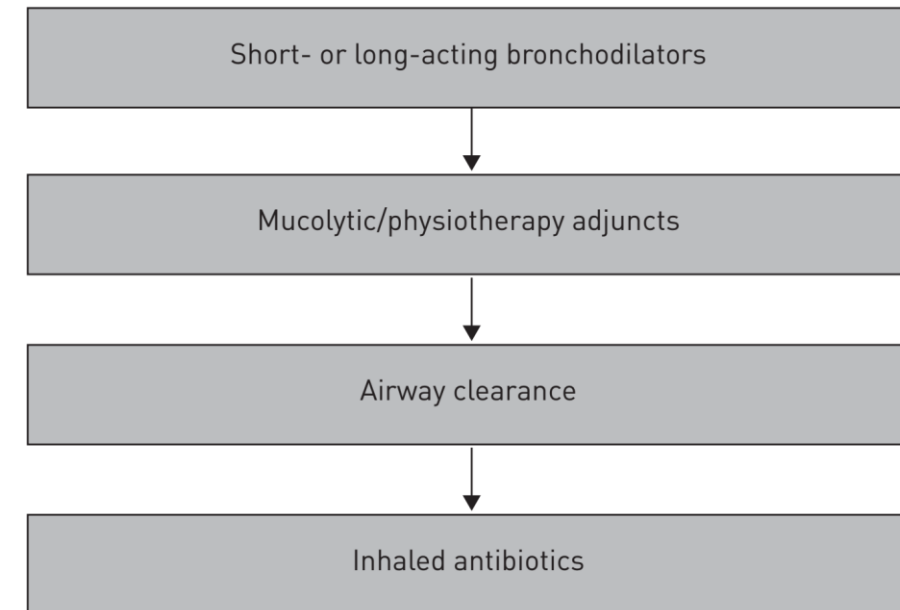 Short- or long-acting bronchodilators
Mucolytic/physiotherapy adjuncts
Airway clearance
Inhaled antibiotics